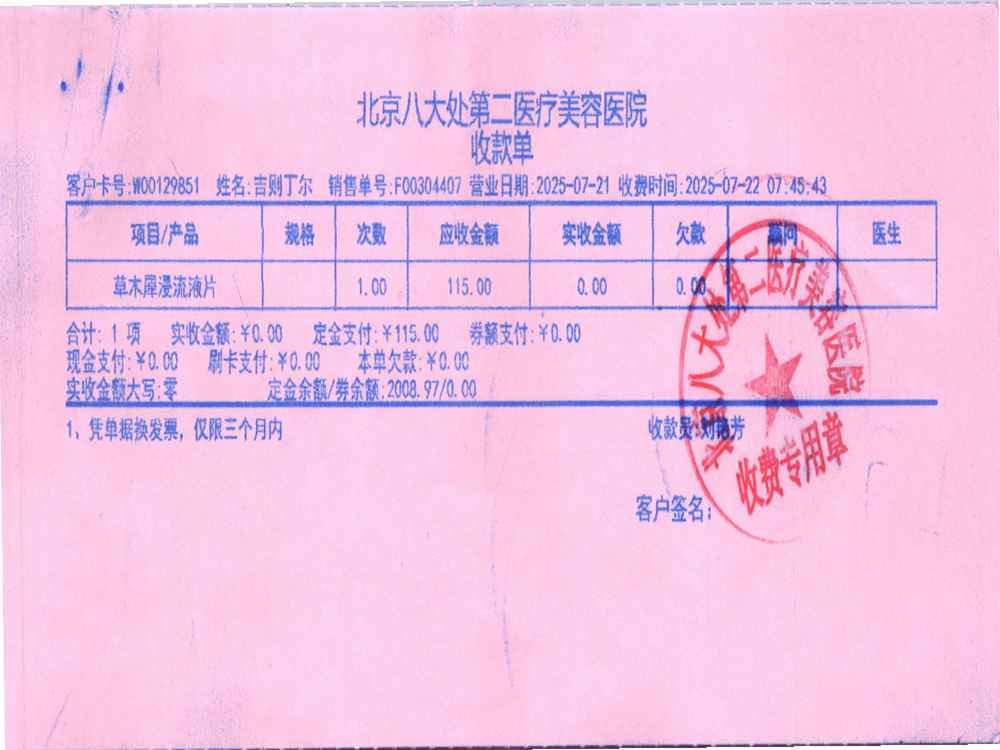 北京八大处第二医疗美容医院
收款单
客户卡号:W00129851 姓名:吉则丁尔 销售单号:F00304407 营业日期:2025-07-21 收费时间:2025-07-22 07:45:43
项目/产品 规格 次数 应收金额 实收金额 欠款 顾问 医生
草木犀浸流液片 1.00 115.00 0.00 0.00
合计: 1 项 实收金额:¥0.00 定金支付:¥115.00 券额支付:¥0.00
现金支付:¥0.00 刷卡支付:¥0.00 本单欠款:¥0.00
实收金额大写:零 定金余额/券余额:2008.97/0.00
1、凭单据换发票，仅限三个月内 收款员:刘艳芳
客户签名:
北京八大处第二医疗美容医院
收费专用章